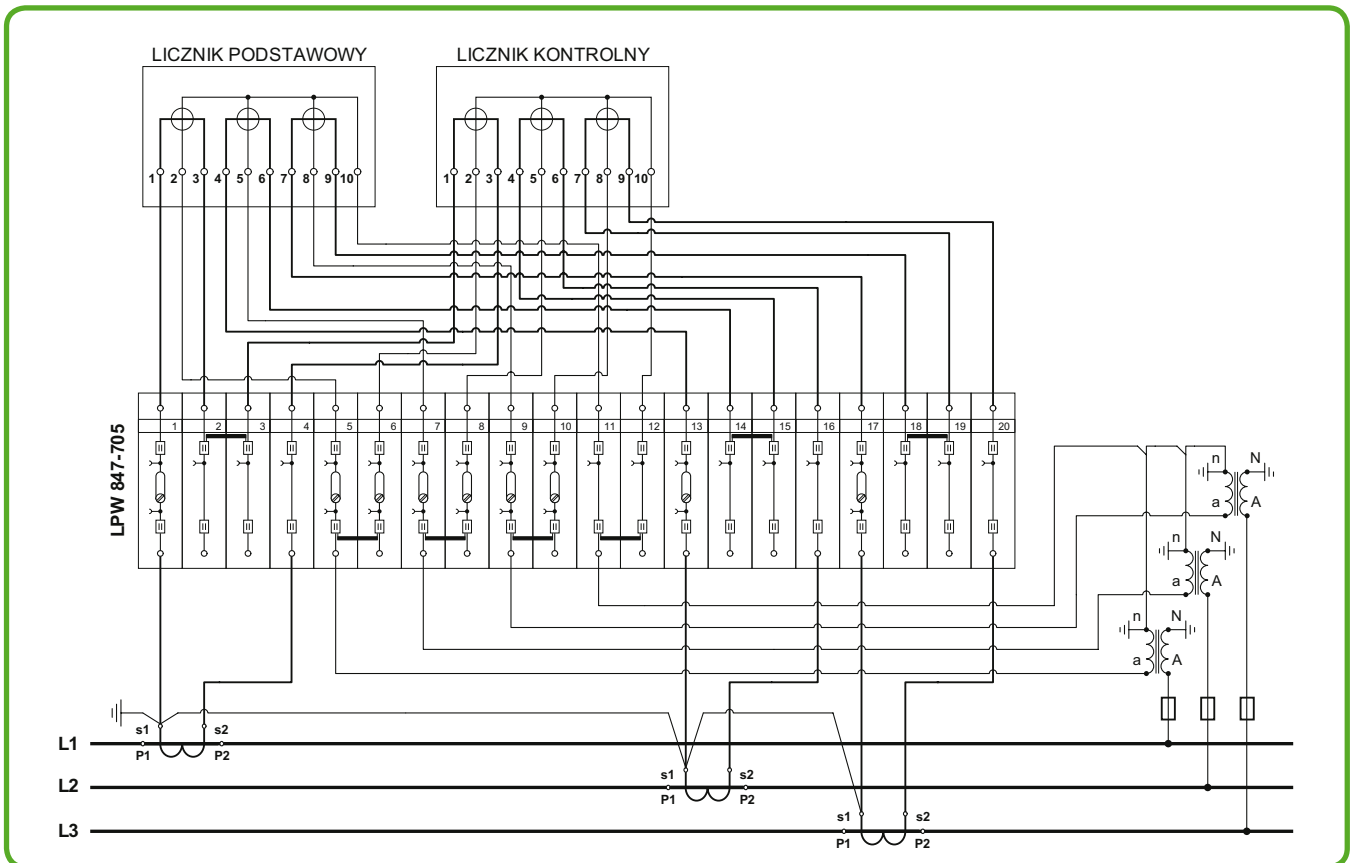 LICZNIK PODSTAWOWY LICZNIK KONTROLNY
1 2 3 4 5 6 7 8 9 10 1 2 3 4 5 6 7 8 9 10
LPW 847-705
1 2 3 4 5 6 7 8 9 10 11 12 13 14 15 16 17 18 19 20
n N
a A
n N
a A
n N
a A
s1 s2
L1
P1 P2
s1 s2
L2
P1 P2
s1 s2
L3
P1 P2